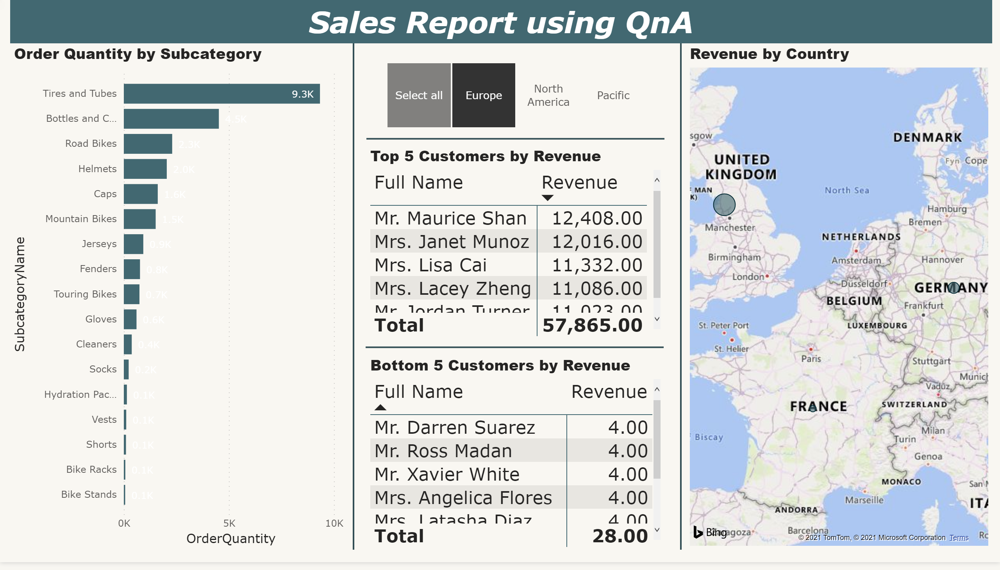 Sales Report using QnA
Order Quantity by Subcategory
SubcategoryName
Tires and Tubes 9.3K
Bottles and C... 4.5K
Road Bikes 2.3K
Helmets 2.0K
Caps 1.6K
Mountain Bikes 1.5K
Jerseys 0.9K
Fenders 0.8K
Touring Bikes 0.7K
Gloves 0.6K
Cleaners 0.4K
Socks 0.2K
Hydration Pac... 0.1K
Vests 0.1K
Shorts 0.1K
Bike Racks 0.1K
Bike Stands 0.1K
0K 5K 10K
OrderQuantity
Select all
Europe
North
America
Pacific
Top 5 Customers by Revenue
Full Name Revenue
Mr. Maurice Shan 12,408.00
Mrs. Janet Munoz 12,016.00
Mrs. Lisa Cai 11,332.00
Mrs. Lacey Zheng 11,086.00
Mr. Jordan Turner 11,023.00
Total 57,865.00
Bottom 5 Customers by Revenue
Full Name Revenue
Mr. Darren Suarez 4.00
Mr. Ross Madan 4.00
Mr. Xavier White 4.00
Mrs. Angelica Flores 4.00
Mrs. Latasha Diaz 4.00
Total 28.00
Revenue by Country
sgow
DENMARK
UNITED
KINGDOM
Fyn Cope
MAN
K)
North Sea
Hamburg
Bremen
Manchester
NETHERLANDS
Birmingham
Amsterdam
Hannover
London
Düsseldorf
GERMANY
BELGIUM
Frankfurt
St. Peter Port
LUXEMBOURG
St. Helier
Paris
Stuttgart
Munich
Vaduz
FRANCE
SWITZERLAND
Milan
Biscay
Turin
Genoa
MONACO
San M
Marseille
ITA
ANDORRA
Bing
Barcelona
Ro
© 2021 TomTom, © 2021 Microsoft Corporation Terms